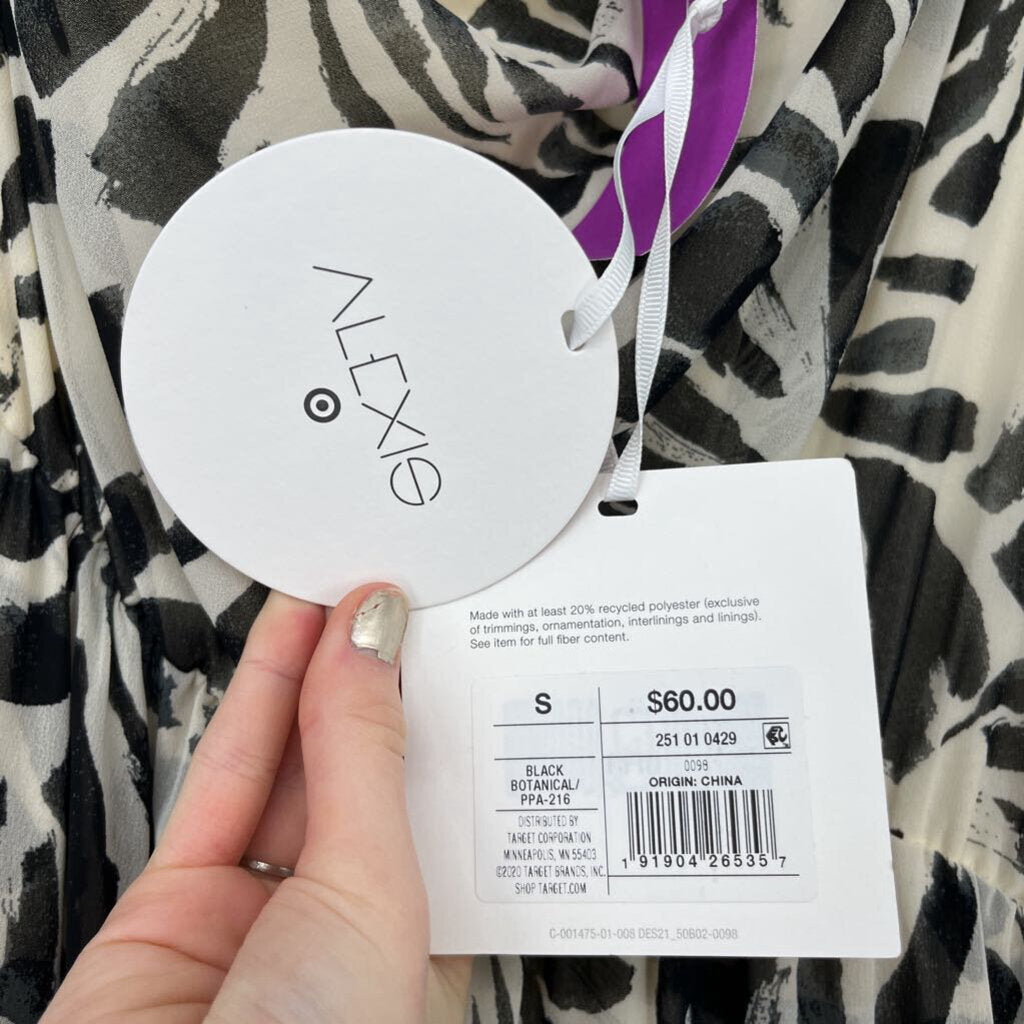 ALEXIS
Made with at least 20% recycled polyester (exclusive
of trimmings, ornamentation, interlinings and linings).
See item for full fiber content.
S
$60.00
251 01 0429
0098
ORIGIN: CHINA
BLACK
BOTANICAL/
PPA-216
DISTRIBUTED BY
TARGET CORPORATION
MINNEAPOLIS, MN 55403
©2020 TARGET BRANDS, INC.
SHOP TARGET.COM
1 91904 26535 7
C-001475-01-008 DES21_50B02-0098